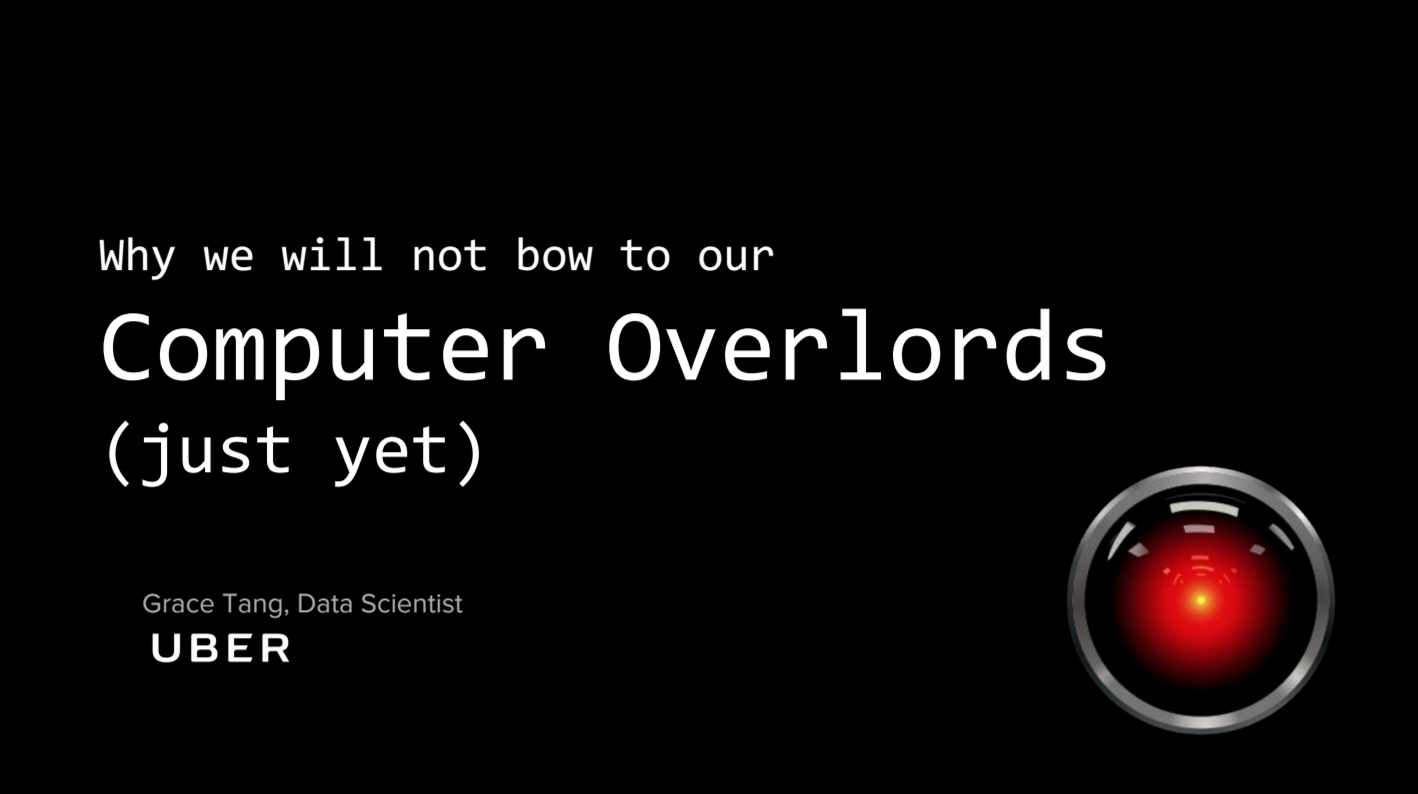 Why we will not bow to our
Computer Overlords
(just yet)
Grace Tang, Data Scientist
UBER